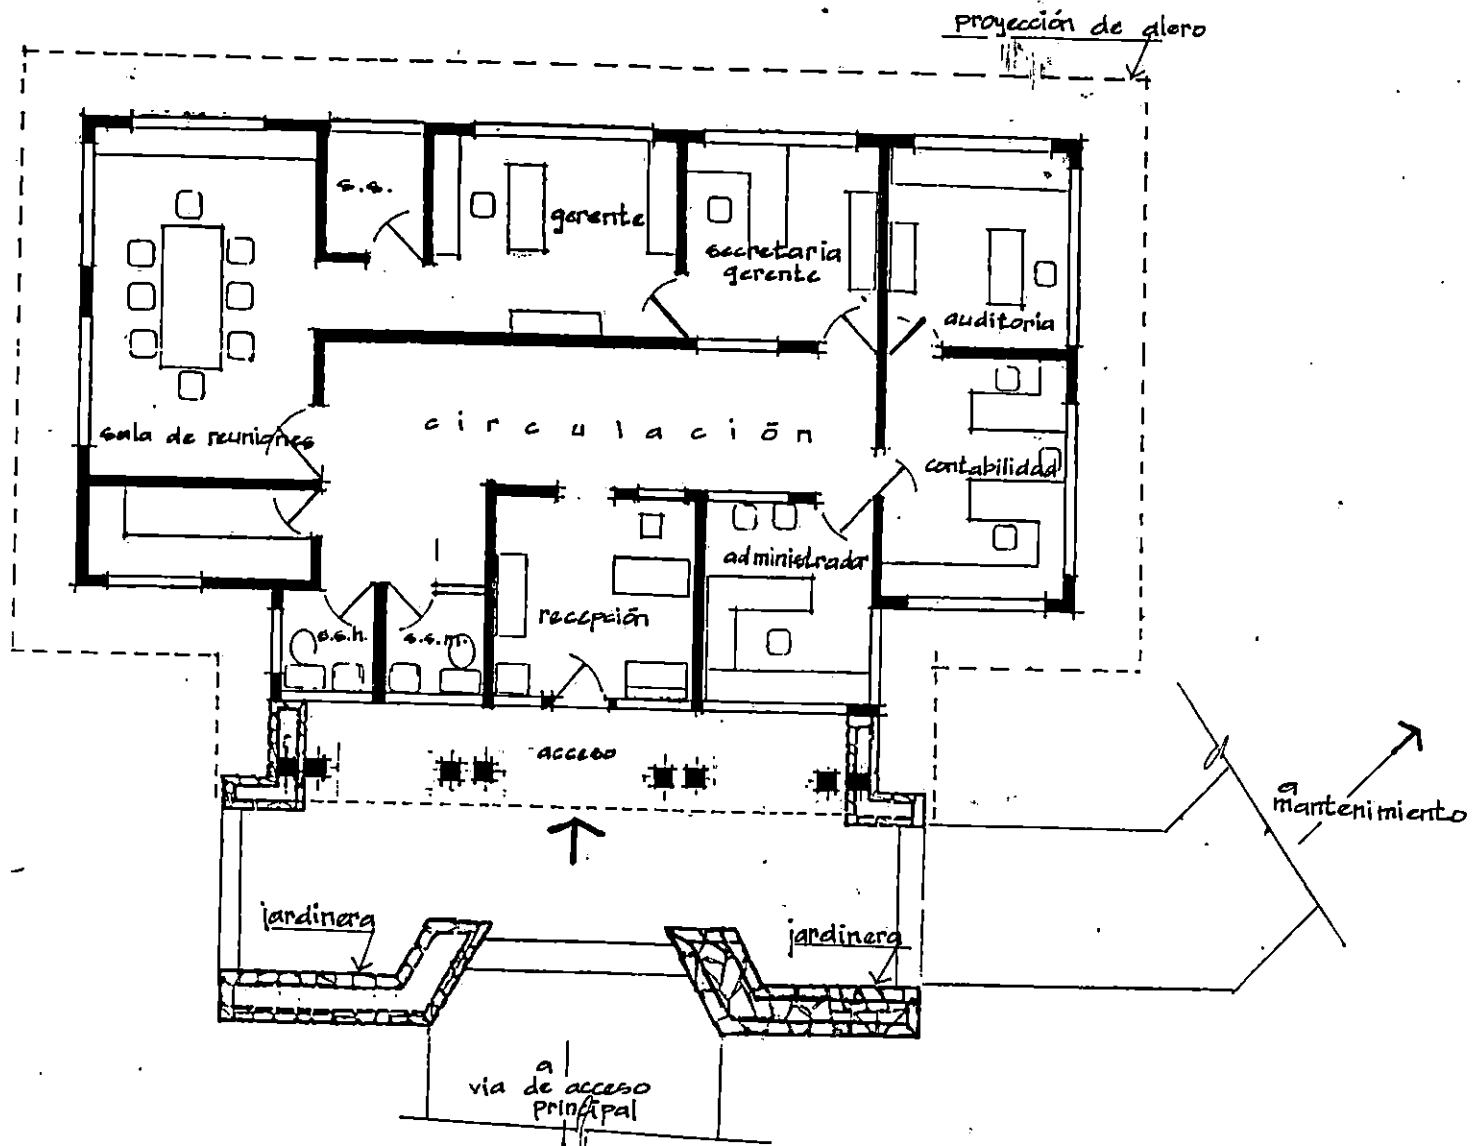 proyección de alero
s.s.
gerente
secretaria
gerente
auditoria
circulación
sala de reuniones
contabilidad
administrador
recepción
s.s.h.
s.s.m.
acceso
a
mantenimiento
jardinera
jardinera
a
via de acceso
principal